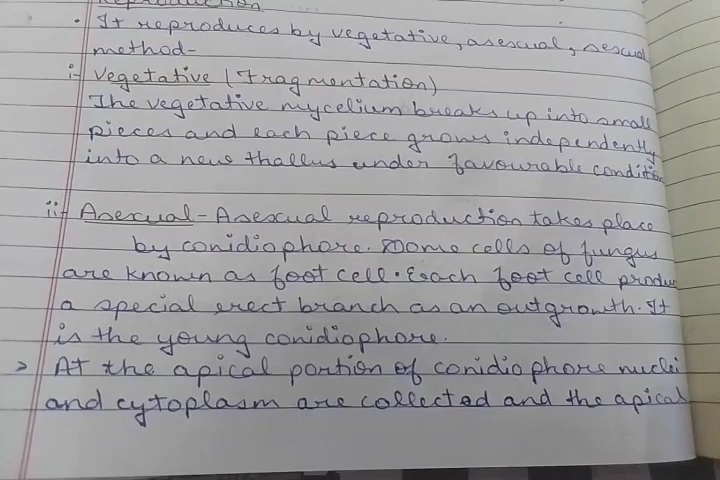 Reproduction
• It reproduces by vegetative, asexual, sexual
method-
i- Vegetative (Fragmentation)
The vegetative mycelium breaks up into small
pieces and each piece grows independently
into a new thallus under favourable condition
ii- Asexual - Asexual reproduction takes place
by conidiophore. Some cells of fungus
are known as foot cell. Each foot cell produce
a special erect branch as an outgrowth. It
is the young conidiophore.
> At the apical portion of conidiophore nuclei
and cytoplasm are collected and the apical